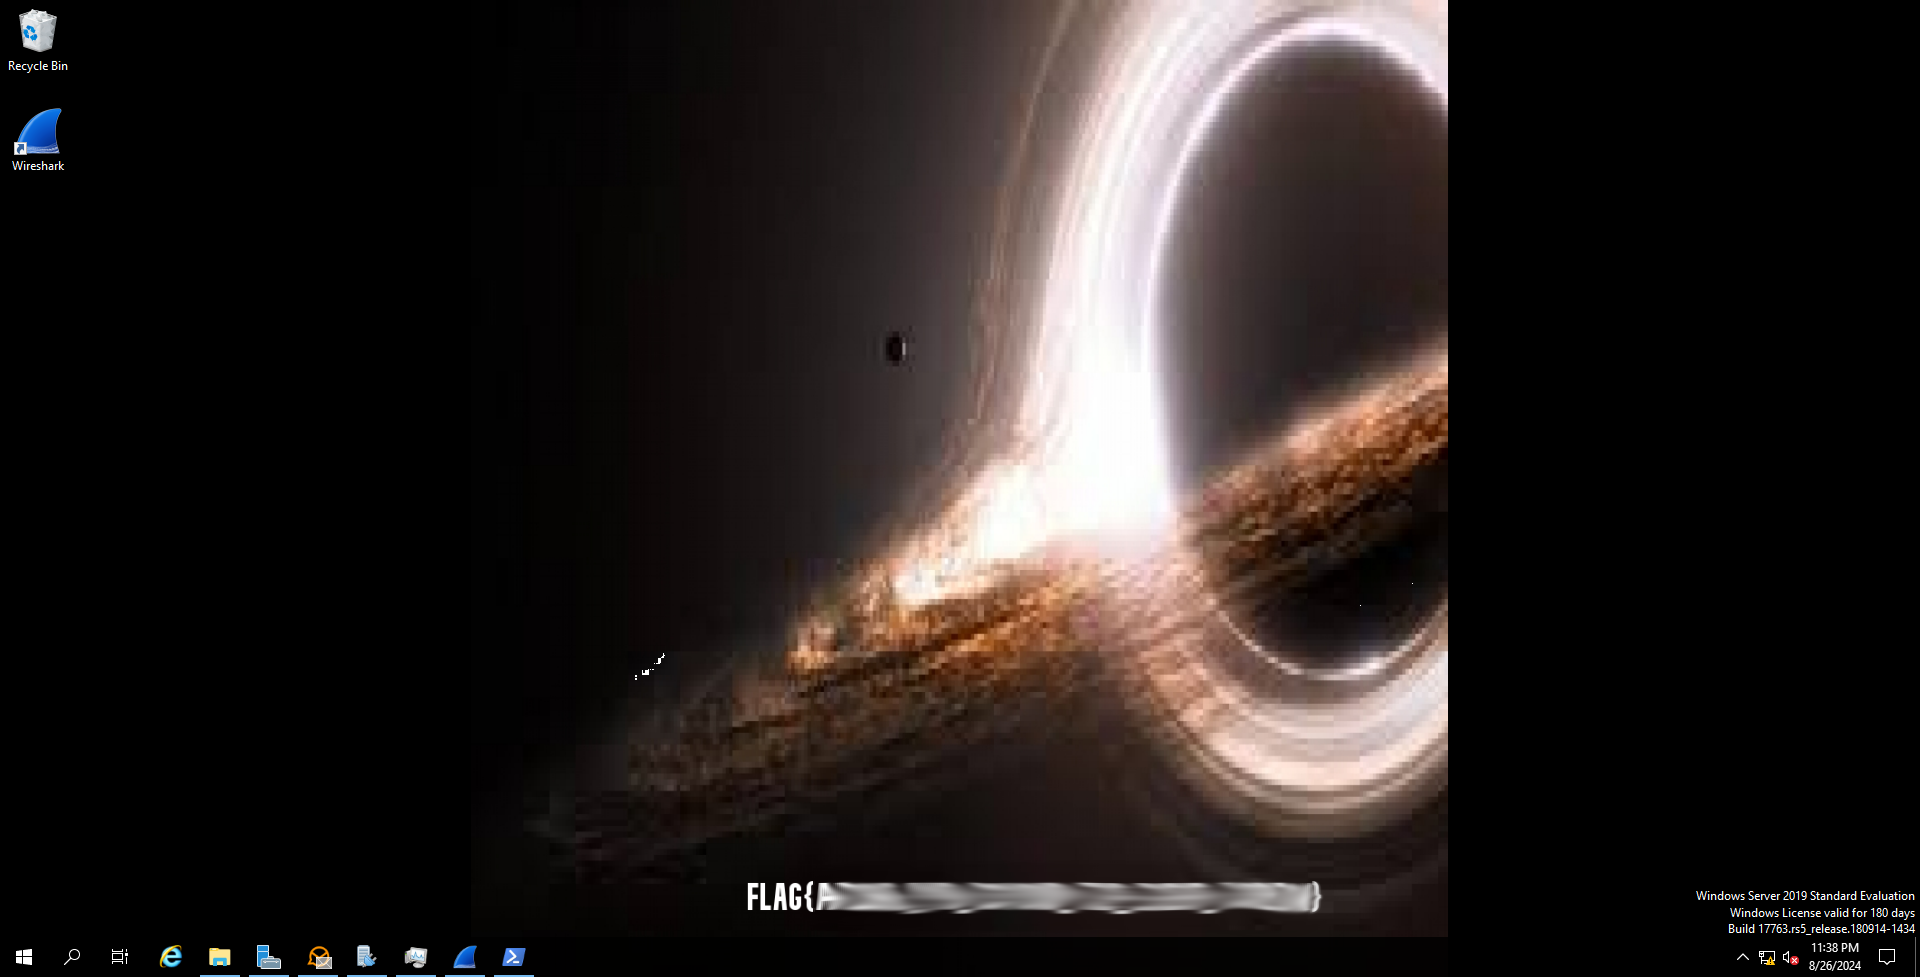 Recycle Bin
Wireshark
FLAG{A
}
Windows Server 2019 Standard Evaluation
Windows License valid for 180 days
Build 17763.rs5_release.180914-1434
11:38 PM
8/26/2024